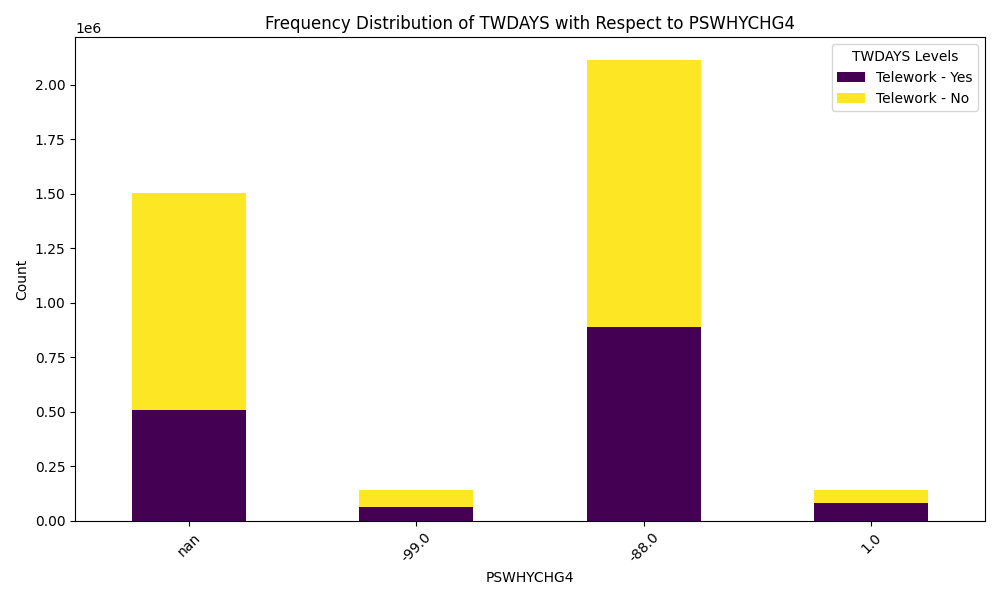 Frequency Distribution of TWDAYS with Respect to PSWHYCHG4
1e6
TWDAYS Levels
Telework - Yes
Telework - No
2.00
1.75
1.50
1.25
1.00
0.75
0.50
0.25
0.00
Count
nan
-99.0
-88.0
1.0
PSWHYCHG4